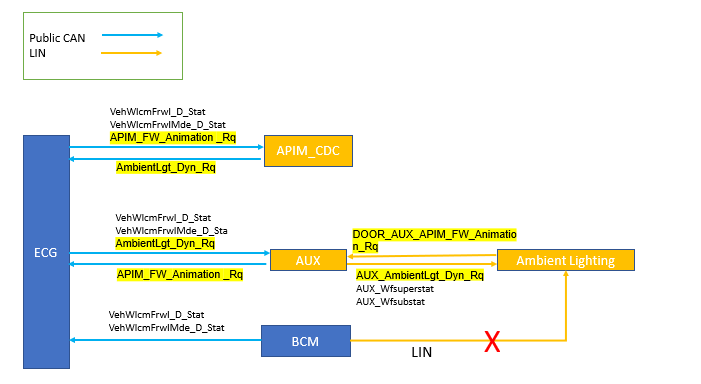 Public CAN
LIN
VehWlcmFrwl_D_Stat
VehWlcmFrwlMde_D_Stat
APIM_FW_Animation _Rq
APIM_CDC
AmbientLgt_Dyn_Rq
VehWlcmFrwl_D_Stat
VehWlcmFrwlMde_D_Sta
AmbientLgt_Dyn_Rq
DOOR_AUX_APIM_FW_Animatio
n_Rq
ECG
AUX
Ambient Lighting
APIM_FW_Animation _Rq
AUX_AmbientLgt_Dyn_Rq
AUX_Wfsuperstat
AUX_Wfsubstat
VehWlcmFrwl_D_Stat
VehWlcmFrwlMde_D_Stat
BCM
X
LIN